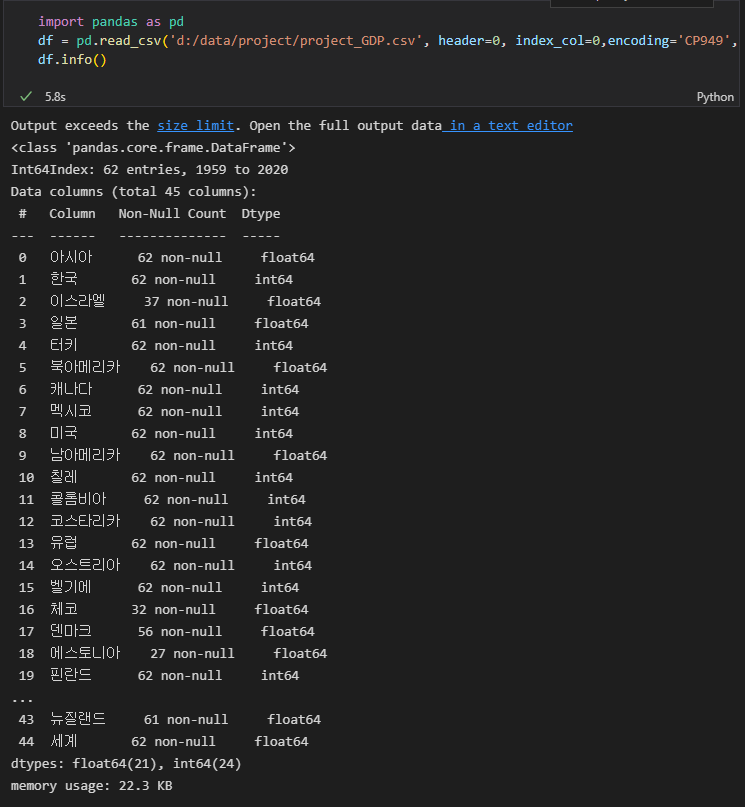 import pandas as pd
df = pd.read_csv('d:/data/project/project_GDP.csv', header=0, index_col=0,encoding='CP949',
df.info()
5.8s
Python
Output exceeds the size limit. Open the full output data in a text editor
<class 'pandas.core.frame.DataFrame'>
Int64Index: 62 entries, 1959 to 2020
Data columns (total 45 columns):
# Column Non-Null Count Dtype
--- ------ -------------- -----
0 아시아 62 non-null float64
1 한국 62 non-null int64
2 이스라엘 37 non-null float64
3 일본 61 non-null float64
4 터키 62 non-null int64
5 북아메리카 62 non-null float64
6 캐나다 62 non-null int64
7 멕시코 62 non-null int64
8 미국 62 non-null int64
9 남아메리카 62 non-null float64
10 칠레 62 non-null int64
11 콜롬비아 62 non-null int64
12 코스타리카 62 non-null int64
13 유럽 62 non-null float64
14 오스트리아 62 non-null int64
15 벨기에 62 non-null int64
16 체코 32 non-null float64
17 덴마크 56 non-null float64
18 에스토니아 27 non-null float64
19 핀란드 62 non-null int64
...
43 뉴질랜드 61 non-null float64
44 세계 62 non-null float64
dtypes: float64(21), int64(24)
memory usage: 22.3 KB